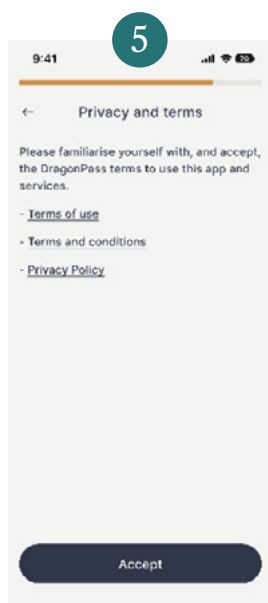 5
9:41
← Privacy and terms
Please familiarise yourself with, and accept,
the DragonPass terms to use this app and
services.
- Terms of use
- Terms and conditions
- Privacy Policy
Accept